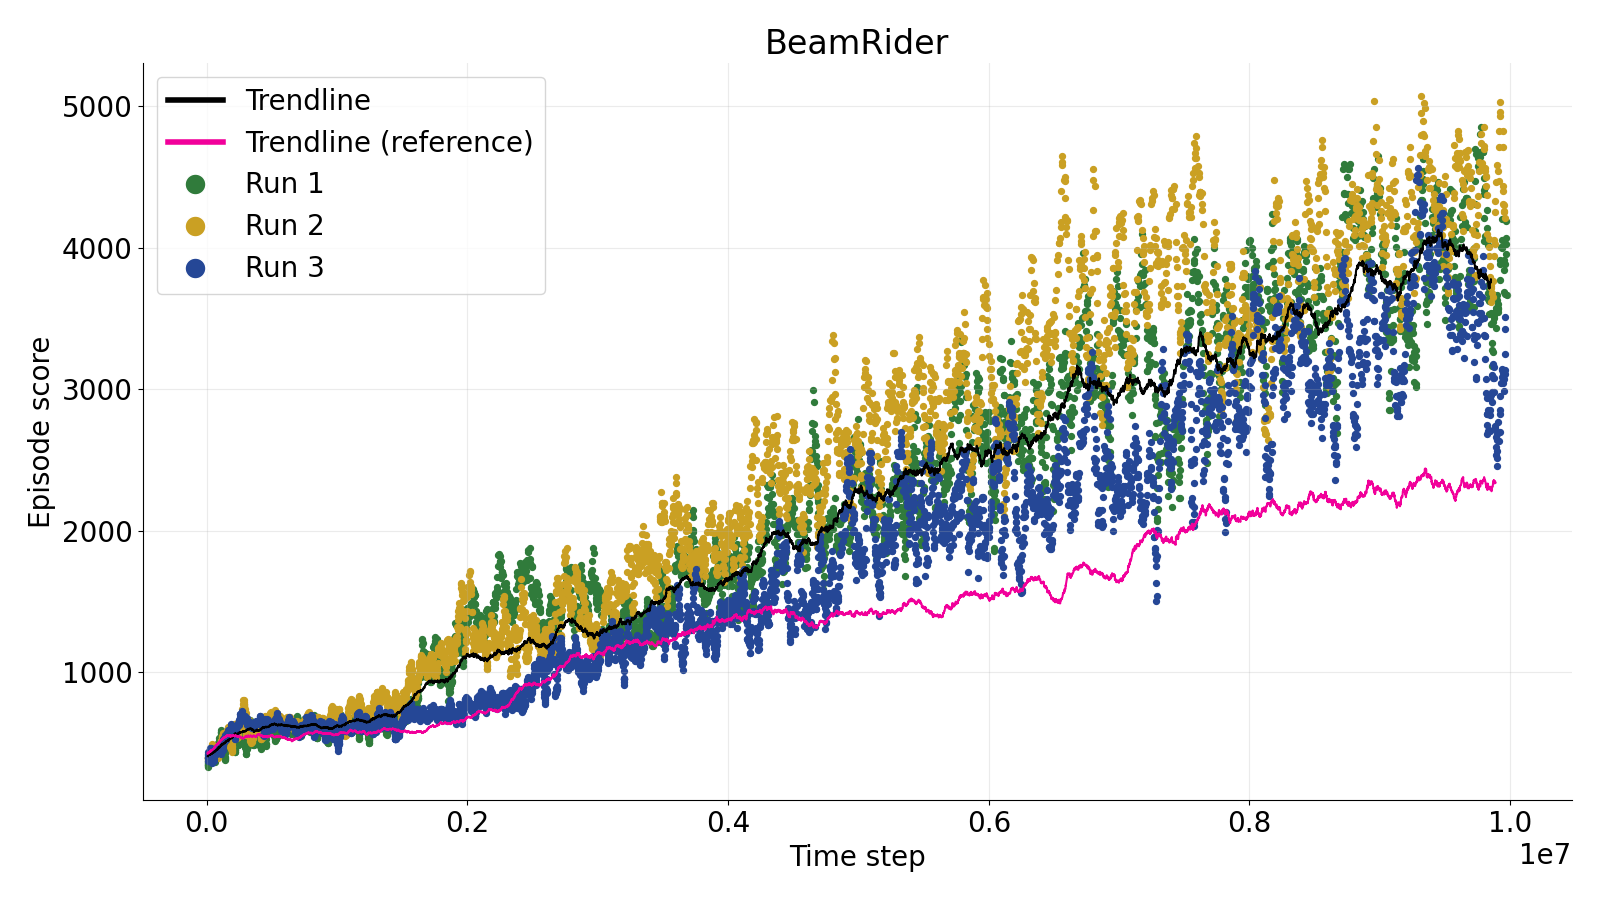 BeamRider
Trendline
Trendline (reference)
Run 1
Run 2
Run 3
Episode score
5000
4000
3000
2000
1000
0.0 0.2 0.4 0.6 0.8 1.0
1e7
Time step